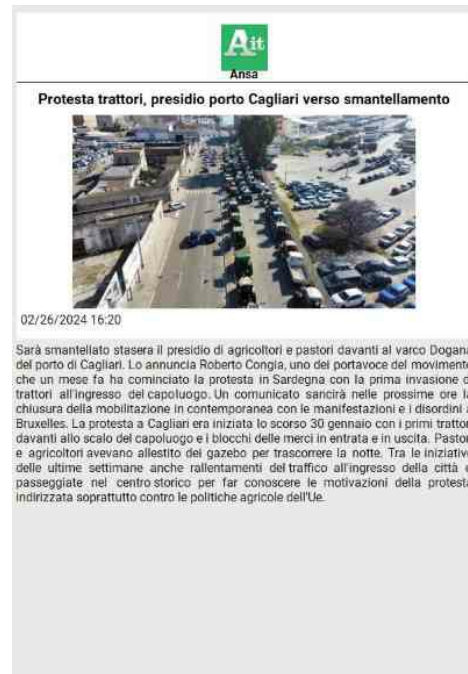 Ait
Ansa
Protesta trattori, presidio porto Cagliari verso smantellamento
02/26/2024 16:20
Sarà smantellato stasera il presidio di agricoltori e pastori davanti al varco Dogana
del porto di Cagliari. Lo annuncia Roberto Congia, uno dei portavoce del movimento
che un mese fa ha cominciato la protesta in Sardegna con la prima invasione d
trattori all'ingresso del capoluogo. Un comunicato sancirà nelle prossime ore la
chiusura della mobilitazione in contemporanea con le manifestazioni e i disordini a
Bruxelles. La protesta a Cagliari era iniziata lo scorso 30 gennaio con i primi trattor
davanti allo scalo del capoluogo e i blocchi delle merci in entrata e in uscita. Pastor
e agricoltori avevano allestito dei gazebo per trascorrere la notte. Tra le iniziative
delle ultime settimane anche rallentamenti del traffico all'ingresso della città e
passeggiate nel centro storico per far conoscere le motivazioni della protesta
indirizzata soprattutto contro le politiche agricole dell'Ue.